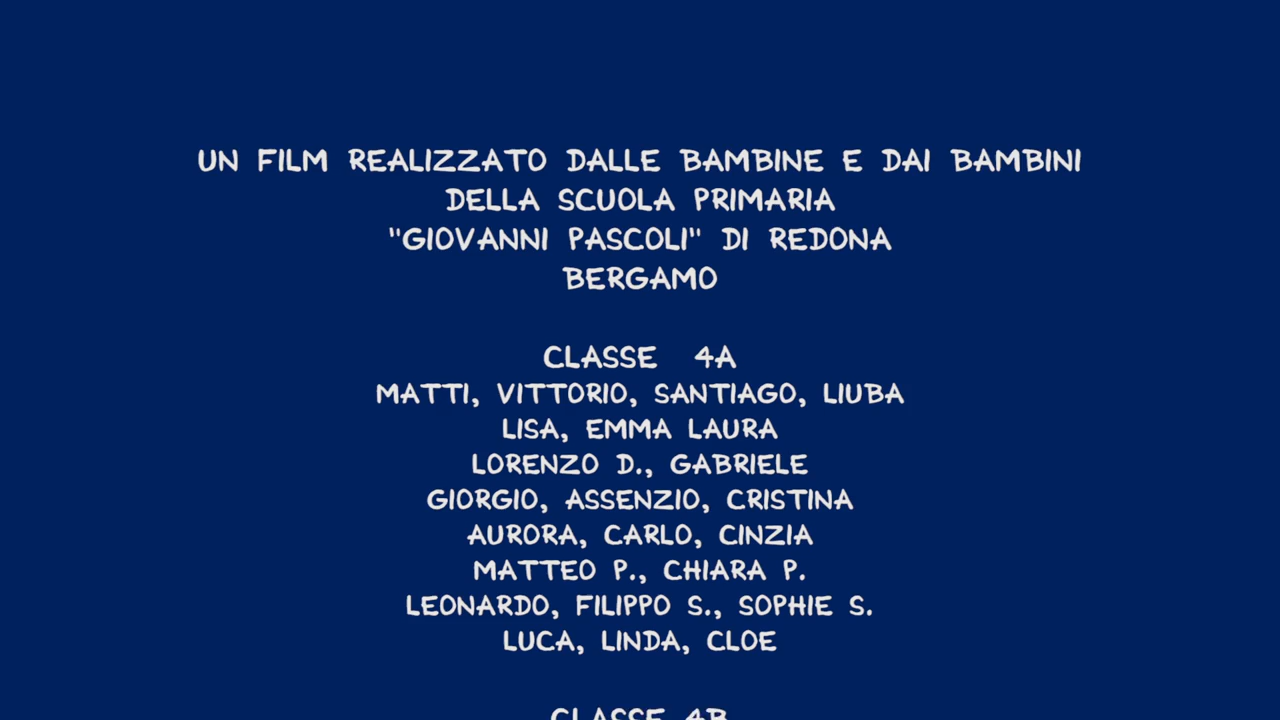 UN FILM REALIZZATO DALLE BAMBINE E DAI BAMBINI
DELLA SCUOLA PRIMARIA
"GIOVANNI PASCOLI" DI REDONA
BERGAMO
CLASSE 4A
MATTI, VITTORIO, SANTIAGO, LIUBA
LISA, EMMA LAURA
LORENZO D., GABRIELE
GIORGIO, ASSENZIO, CRISTINA
AURORA, CARLO, CINZIA
MATTEO P., CHIARA P.
LEONARDO, FILIPPO S., SOPHIE S.
LUCA, LINDA, CLOE
CLASSE 4B